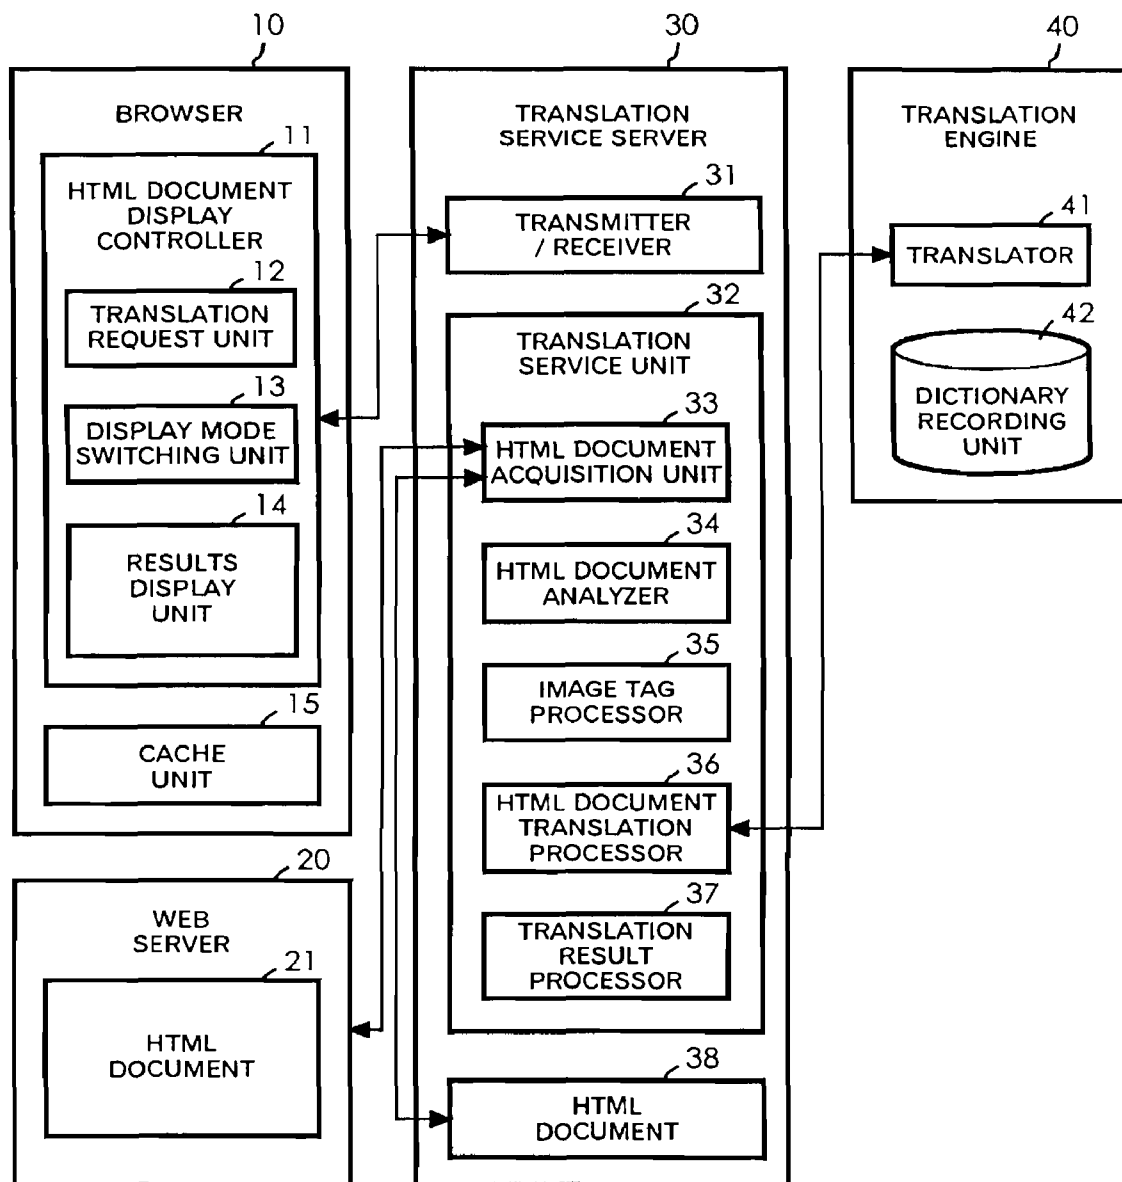 10
BROWSER
11
HTML DOCUMENT
DISPLAY
CONTROLLER
12
TRANSLATION
REQUEST UNIT
13
DISPLAY MODE
SWITCHING UNIT
14
RESULTS
DISPLAY
UNIT
15
CACHE
UNIT
20
WEB
SERVER
21
HTML
DOCUMENT
30
TRANSLATION
SERVICE SERVER
31
TRANSMITTER
/ RECEIVER
32
TRANSLATION
SERVICE UNIT
33
HTML DOCUMENT
ACQUISITION UNIT
34
HTML DOCUMENT
ANALYZER
35
IMAGE TAG
PROCESSOR
36
HTML DOCUMENT
TRANSLATION
PROCESSOR
37
TRANSLATION
RESULT
PROCESSOR
38
HTML
DOCUMENT
40
TRANSLATION
ENGINE
41
TRANSLATOR
42
DICTIONARY
RECORDING
UNIT